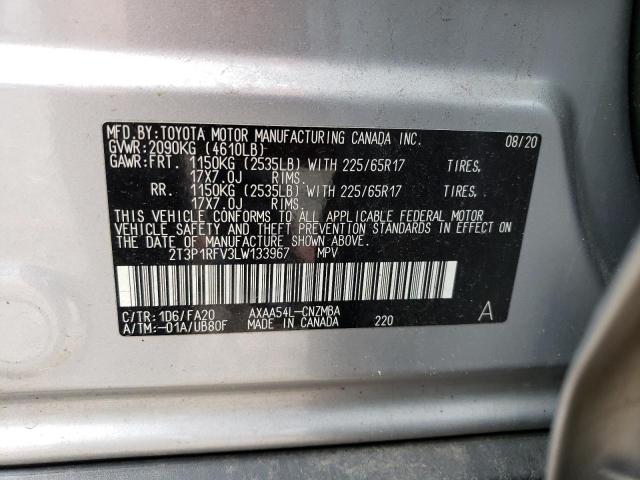 MFD.BY:TOYOTA MOTOR MANUFACTURING CANADA INC. 08/20
GVWR:2090KG (4610LB)
GAWR:FRT. 1150KG (2535LB) WITH 225/65R17 TIRES,
17X7.0J RIMS.
RR. 1150KG (2535LB) WITH 225/65R17 TIRES,
17X7.0J RIMS.
THIS VEHICLE CONFORMS TO ALL APPLICABLE FEDERAL MOTOR
VEHICLE SAFETY AND THEFT PREVENTION STANDARDS IN EFFECT
ON THE DATE OF MANUFACTURE SHOWN ABOVE.
2T3P1RFV3LW133967 MPV
C/TR:1D6/FA20 AXAA54L-CNZMBA
A/TM:-01A/UB80F MADE IN CANADA 220 A